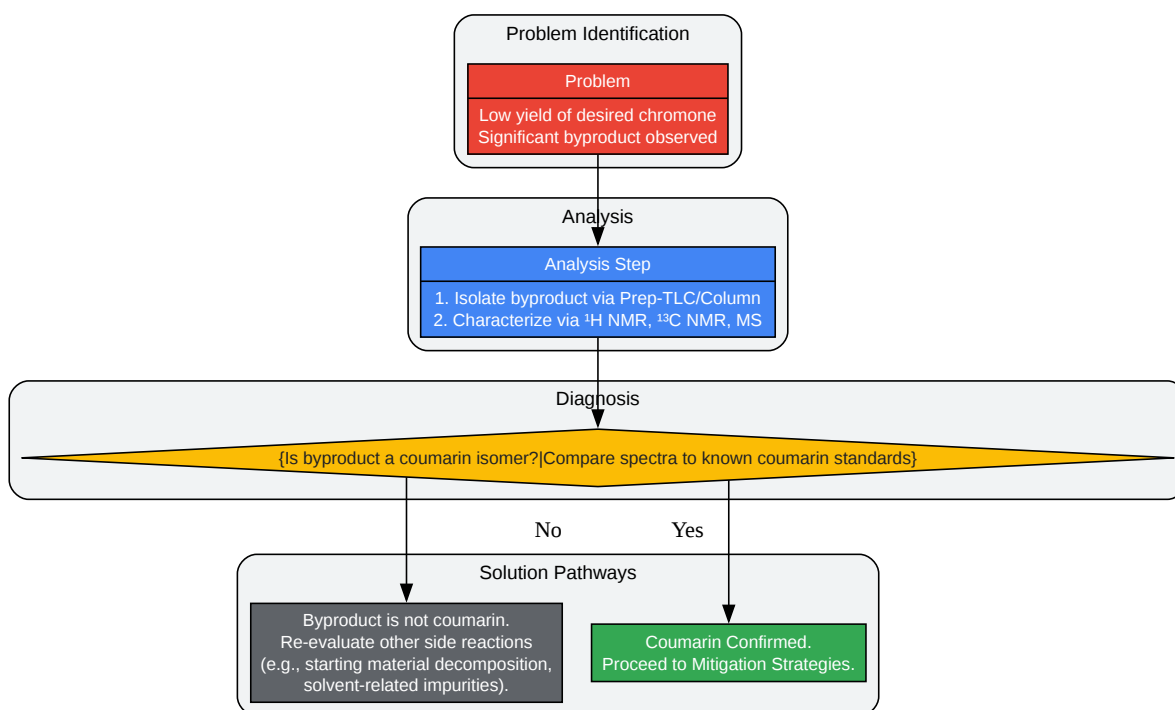 Problem Identification
Problem
Low yield of desired chromone
Significant byproduct observed
Analysis
Analysis Step
1. Isolate byproduct via Prep-TLC/Column
2. Characterize via ¹H NMR, ¹³C NMR, MS
Diagnosis
{Is byproduct a coumarin isomer?|Compare spectra to known coumarin standards}
No
Yes
Solution Pathways
Byproduct is not coumarin.
Re-evaluate other side reactions
(e.g., starting material decomposition,
solvent-related impurities).
Coumarin Confirmed.
Proceed to Mitigation Strategies.